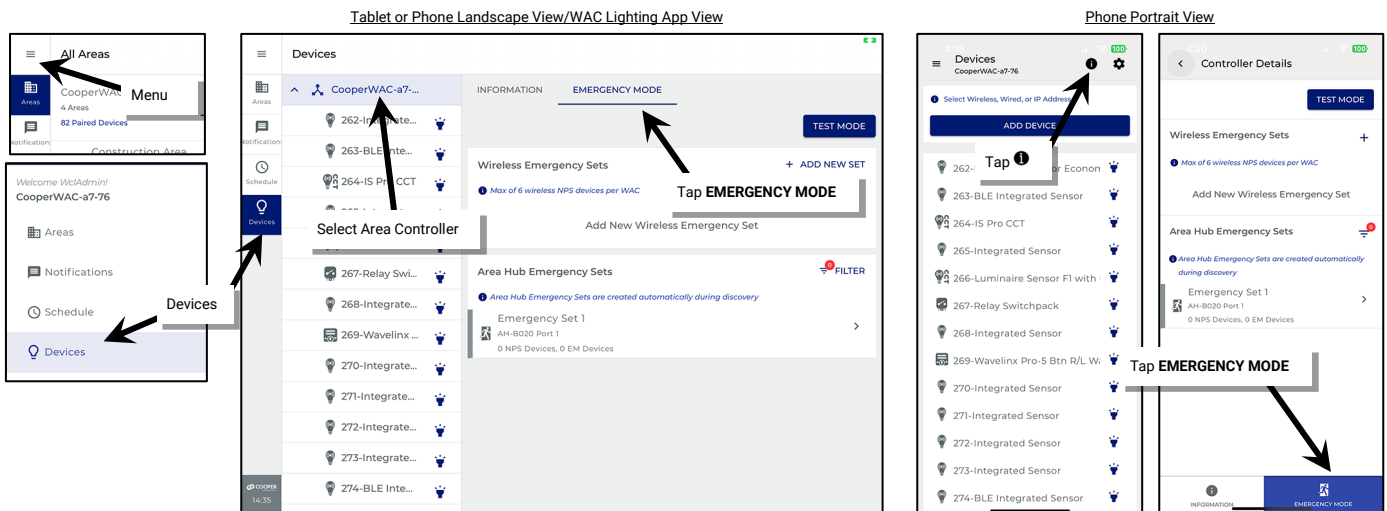 Tablet or Phone Landscape View/WAC Lighting App View
Phone Portrait View
All Areas
Areas
CooperWAC
4 Areas
82 Paired Devices
Menu
Construction Area
Welcome WclAdmin!
CooperWAC-a7-76
Areas
Notifications
Schedule
Devices
Devices
Devices
Areas
Notifications
Schedule
Devices
COOPER
14:35
CooperWAC-a7-...
263-BLE
264-IS Pro CCT
Select Area Controller
267-Relay Swi...
268-Integrate...
269-Wavelinx ...
270-Integrate...
271-Integrate...
272-Integrate...
273-Integrate...
274-BLE Inte...
INFORMATION
EMERGENCY MODE
TEST MODE
Wireless Emergency Sets
+ ADD NEW SET
Max of 6 wireless NPS devices per WAC
Tap EMERGENCY MODE
Add New Wireless Emergency Set
Area Hub Emergency Sets
0
FILTER
Area Hub Emergency Sets are created automatically during discovery
Emergency Set 1
AH-B020 Port 1
0 NPS Devices, 0 EM Devices
4:19
100
Devices
CooperWAC-a7-76
Select Wireless, Wired, or IP Address
ADD DEVICE
Tap
263-BLE Integrated Sensor
264-IS Pro CCT
265-Integrated Sensor
266-Luminaire Sensor F1 with
267-Relay Switchpack
268-Integrated Sensor
269-Wavelinx Pro-5 Btn R/L
270-Integrated Sensor
271-Integrated Sensor
272-Integrated Sensor
273-Integrated Sensor
274-BLE Integrated Sensor
4:20
100
Controller Details
TEST MODE
Wireless Emergency Sets
+
Max of 6 wireless NPS devices per WAC
Add New Wireless Emergency Set
Area Hub Emergency Sets
0
Area Hub Emergency Sets are created automatically
during discovery
Emergency Set 1
AH-B020 Port 1
0 NPS Devices, 0 EM Devices
Tap EMERGENCY MODE
INFORMATION
EMERGENCY MODE